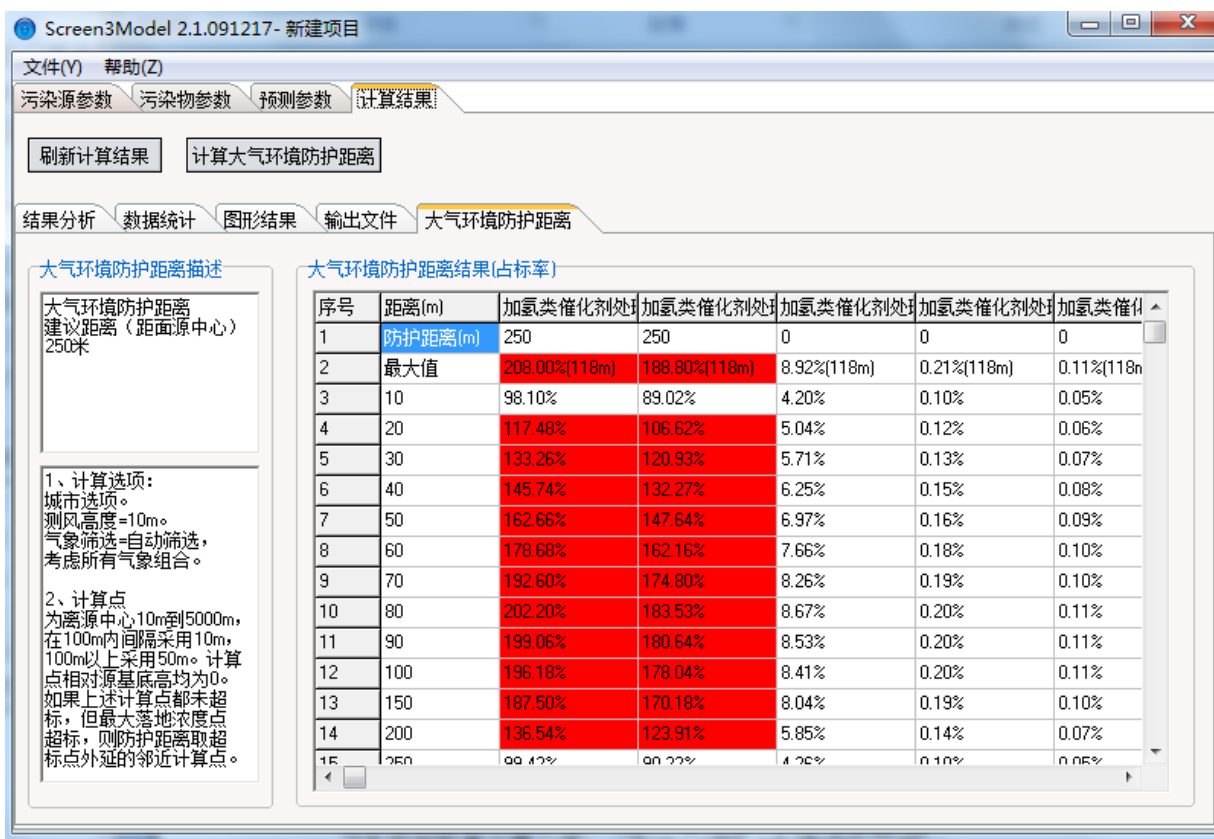 Screen3Model 2.1.091217- 新建项目
文件(Y) 帮助(Z)
污染源参数 污染物参数 预测参数 计算结果
刷新计算结果 计算大气环境防护距离
结果分析 数据统计 图形结果 输出文件 大气环境防护距离
大气环境防护距离描述
大气环境防护距离
建议距离（距面源中心）
250米
1、计算选项：
城市选项。
测风高度=10m。
气象筛选=自动筛选，
考虑所有气象组合。
2、计算点
为离源中心10m到5000m，
在100m内间隔采用10m，
100m以上采用50m。计算
点相对源基底高均为0。
如果上述计算点都未超
标，但最大落地浓度点
超标，则防护距离取超
标点外延的邻近计算点。
大气环境防护距离结果(占标率)
序号 距离(m) 加氢类催化剂处 加氢类催化剂处 加氢类催化剂处 加氢类催化剂处 加氢类催化
1 防护距离(m) 250 250 0 0 0
2 最大值 208.00%(118m) 188.80%(118m) 8.92%(118m) 0.21%(118m) 0.11%(118m
3 10 98.10% 89.02% 4.20% 0.10% 0.05%
4 20 117.48% 106.62% 5.04% 0.12% 0.06%
5 30 133.26% 120.93% 5.71% 0.13% 0.07%
6 40 145.74% 132.27% 6.25% 0.15% 0.08%
7 50 162.66% 147.64% 6.97% 0.16% 0.09%
8 60 178.68% 162.16% 7.66% 0.18% 0.10%
9 70 192.60% 174.80% 8.26% 0.19% 0.10%
10 80 202.20% 183.53% 8.67% 0.20% 0.11%
11 90 199.06% 180.64% 8.53% 0.20% 0.11%
12 100 196.18% 178.04% 8.41% 0.20% 0.11%
13 150 187.50% 170.18% 8.04% 0.19% 0.10%
14 200 136.54% 123.91% 5.85% 0.14% 0.07%
15 250 99.42% 90.22% 4.26% 0.10% 0.05%